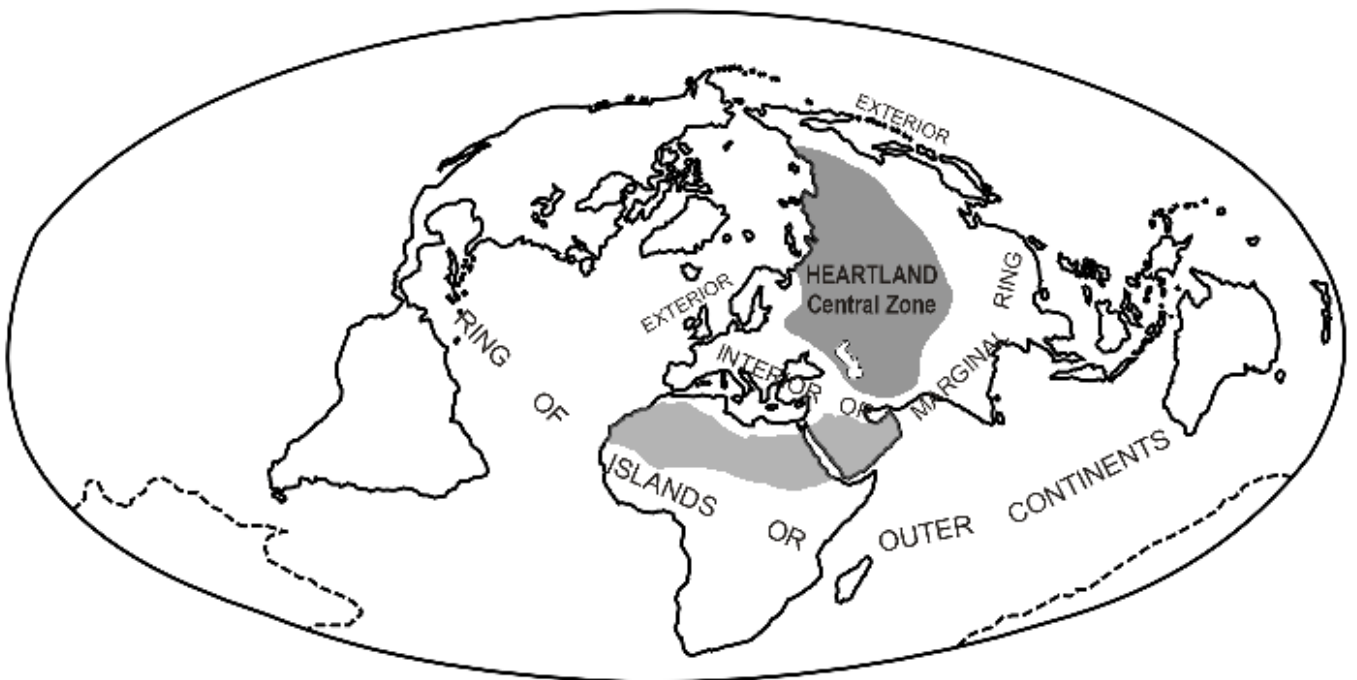 EXTERIOR
HEARTLAND
Central Zone
EXTERIOR
INTERIOR OR MARGINAL RING
RING OF ISLANDS OR OUTER CONTINENTS